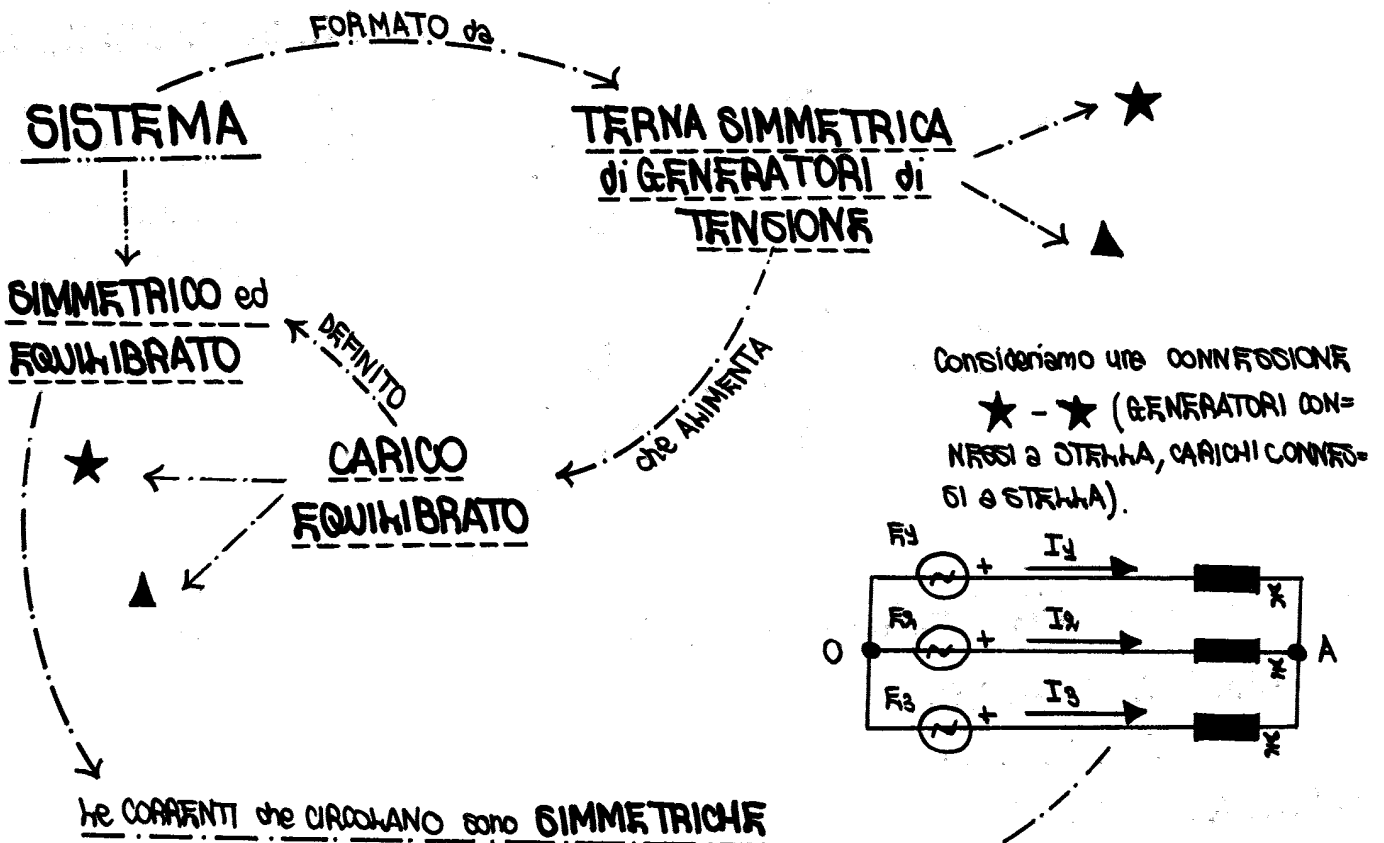 FORMATO da
SISTEMA
TERNA SIMMETRICA
di GENERATORI di
TENSIONE
SIMMETRICO ed
EQUILIBRATO
DEFINITO
che ALIMENTA
CARICO
EQUILIBRATO
Consideriamo una CONNESSIONE
★ - ★ (GENERATORI CON=
NESSI a STELLA, CARICHI CONNES=
SI a STELLA).
E1 + I1
E2 + I2
O A
E3 + I3
Le CORRENTI che CIRCOLANO sono SIMMETRICHE